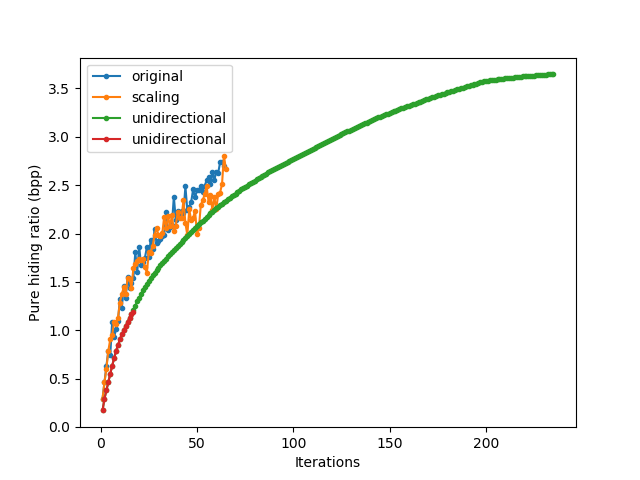 original
scaling
unidirectional
unidirectional
Pure hiding ratio (bpp)
3.5
3.0
2.5
2.0
1.5
1.0
0.5
0.0
0 50 100 150 200
Iterations